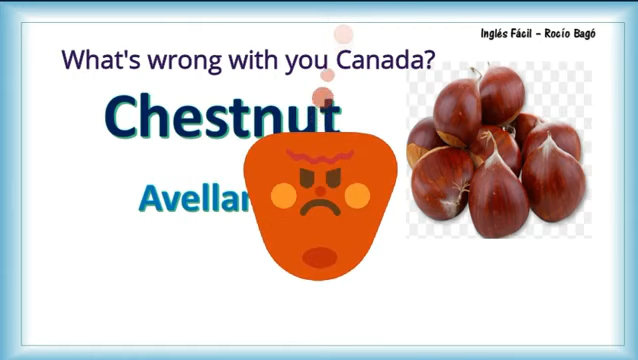 Inglés Fácil – Rocío Bagó
What's wrong with you Canada?
Chestnut